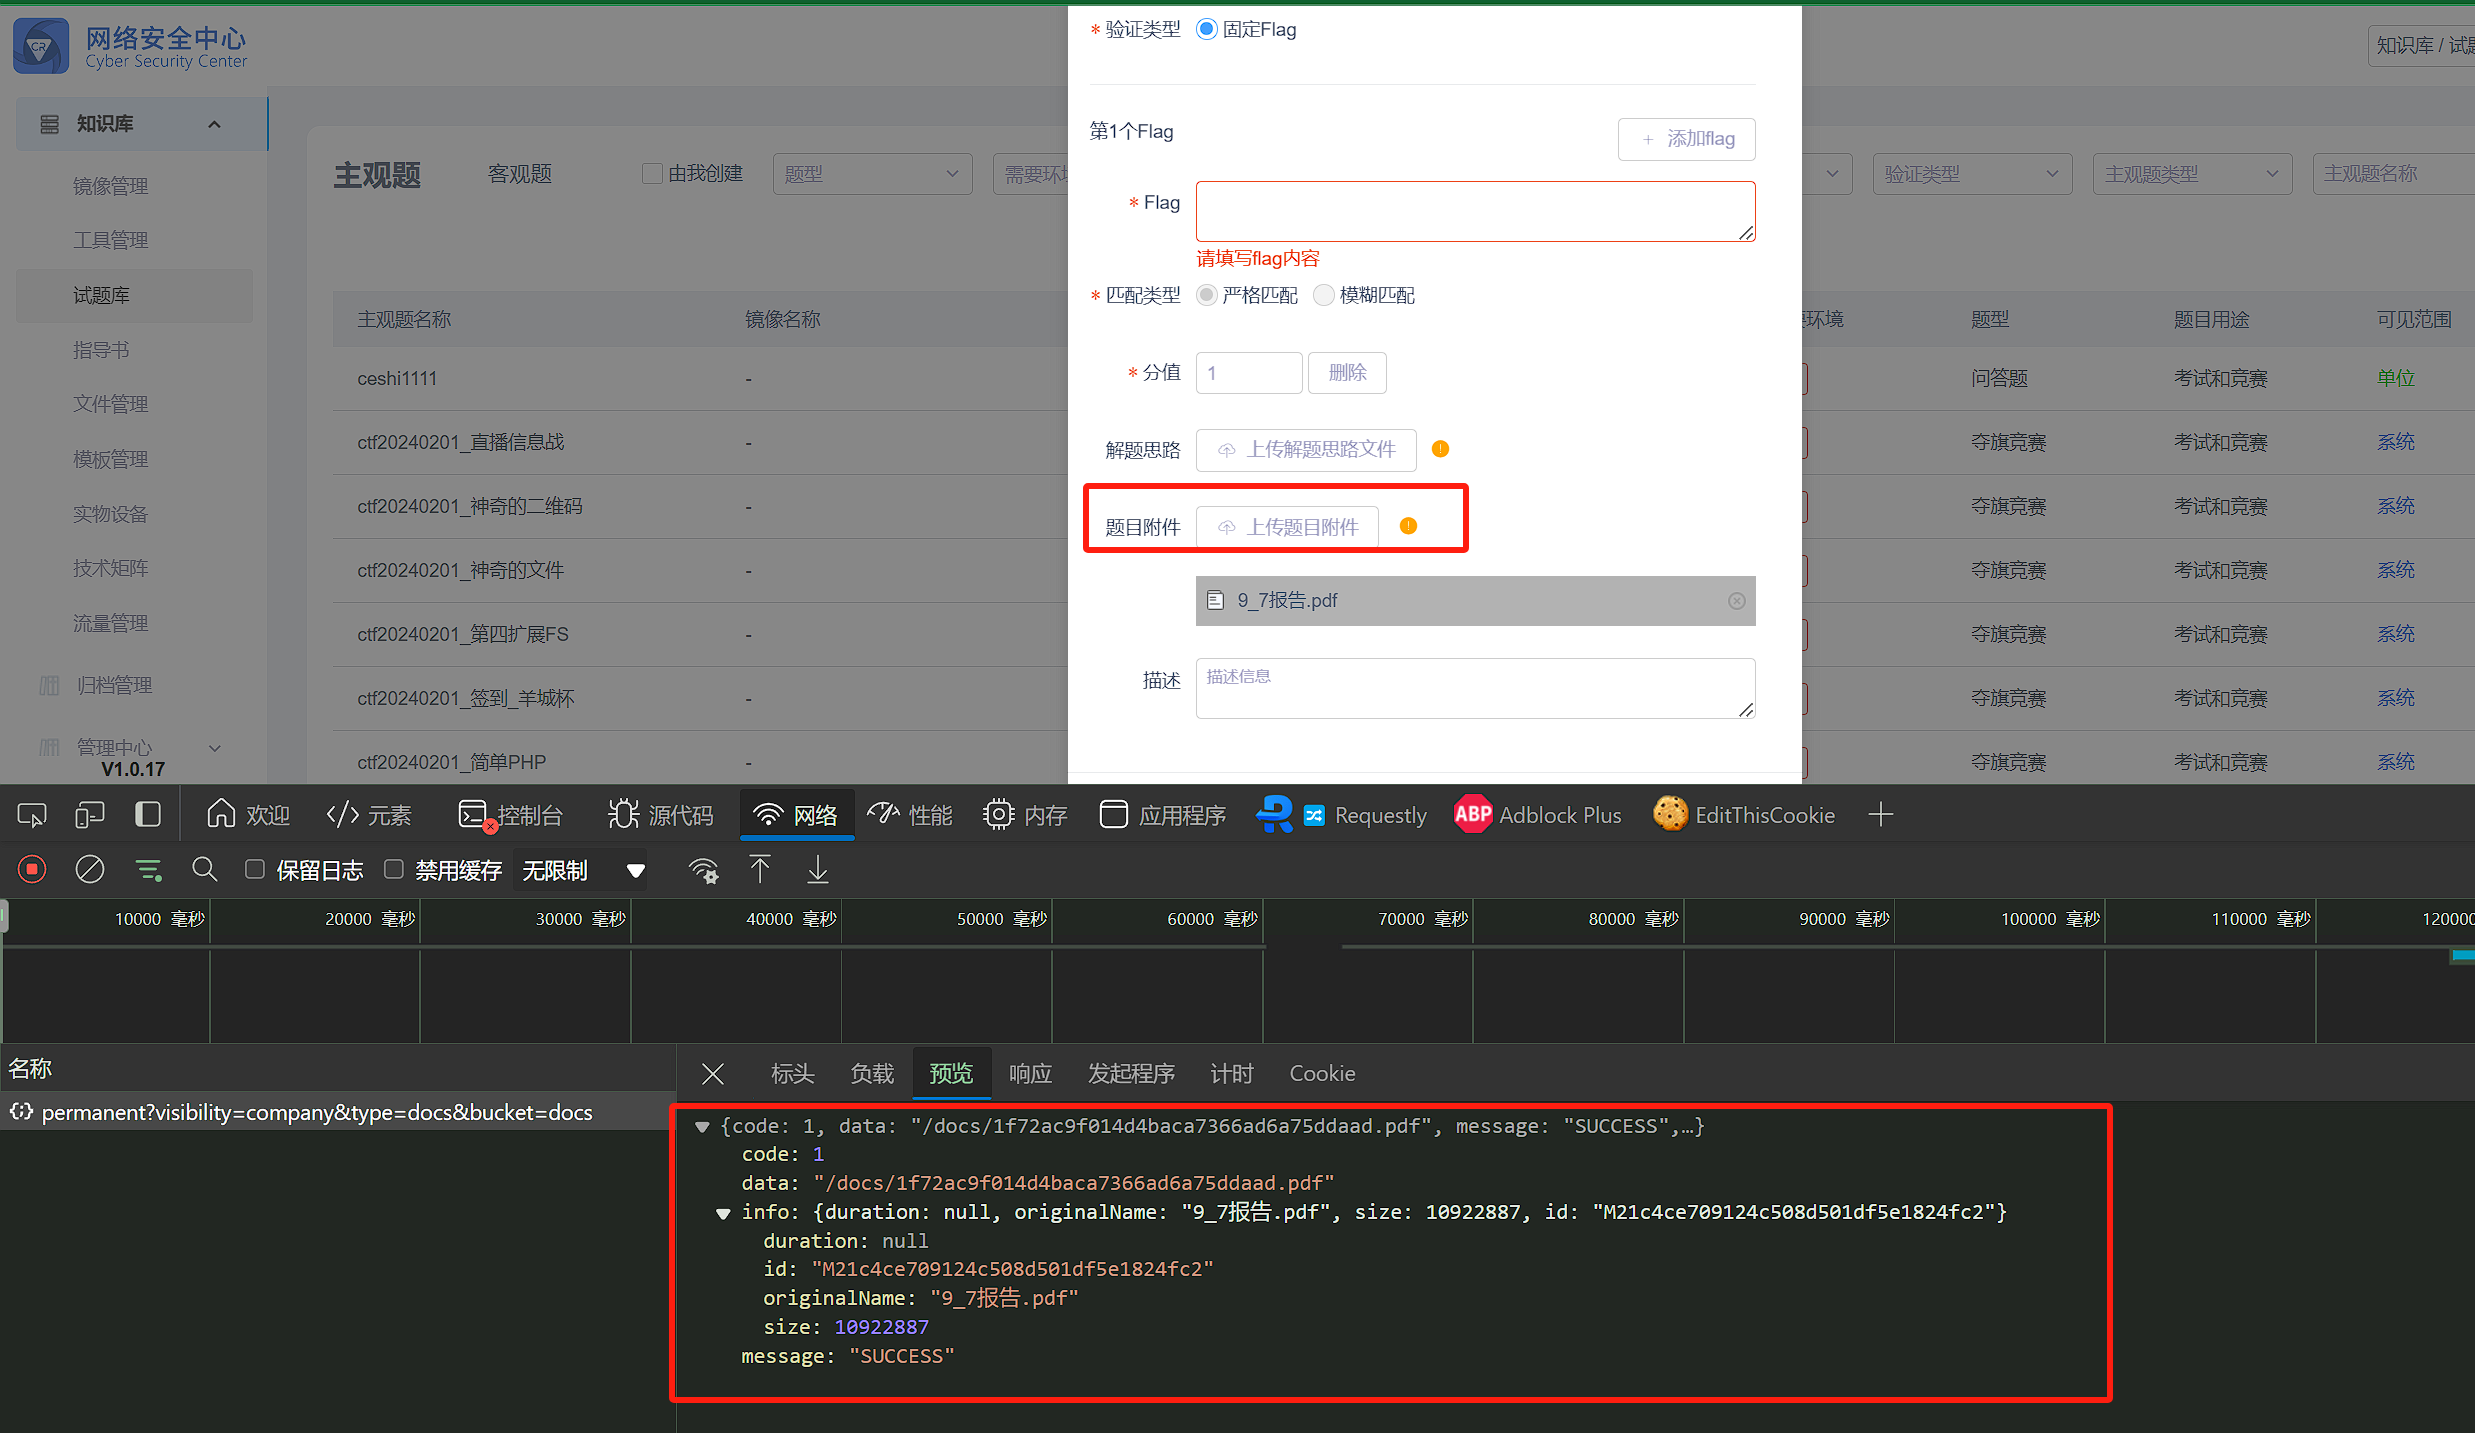 网络安全中心
Cyber Security Center
知识库 / 试题
知识库
镜像管理
工具管理
试题库
指导书
文件管理
模板管理
实物设备
技术矩阵
流量管理
归档管理
管理中心
V1.0.17
主观题
客观题
由我创建
题型
需要环境
验证类型
主观题类型
主观题名称
主观题名称
镜像名称
环境
题型
题目用途
可见范围
ceshi1111
-
问答题
考试和竞赛
单位
ctf20240201_直播信息战
-
夺旗竞赛
考试和竞赛
系统
ctf20240201_神奇的二维码
-
夺旗竞赛
考试和竞赛
系统
ctf20240201_神奇的文件
-
夺旗竞赛
考试和竞赛
系统
ctf20240201_第四扩展FS
-
夺旗竞赛
考试和竞赛
系统
ctf20240201_签到_羊城杯
-
夺旗竞赛
考试和竞赛
系统
ctf20240201_简单PHP
-
夺旗竞赛
考试和竞赛
系统
* 验证类型 固定Flag
第1个Flag
+ 添加flag
* Flag
请填写flag内容
* 匹配类型 严格匹配 模糊匹配
* 分值 1 删除
解题思路 上传解题思路文件
题目附件 上传题目附件
9_7报告.pdf
描述 描述信息
欢迎 元素 控制台 源代码 网络 性能 内存 应用程序 Requestly ABP Adblock Plus EditThisCookie
保留日志 禁用缓存 无限制
10000 毫秒 20000 毫秒 30000 毫秒 40000 毫秒 50000 毫秒 60000 毫秒 70000 毫秒 80000 毫秒 90000 毫秒 100000 毫秒 110000 毫秒 120000
名称
permanent?visibility=company&type=docs&bucket=docs
标头 负载 预览 响应 发起程序 计时 Cookie
{code: 1, data: "/docs/1f72ac9f014d4baca7366ad6a75ddaad.pdf", message: "SUCCESS",…}
code: 1
data: "/docs/1f72ac9f014d4baca7366ad6a75ddaad.pdf"
info: {duration: null, originalName: "9_7报告.pdf", size: 10922887, id: "M21c4ce709124c508d501df5e1824fc2"}
duration: null
id: "M21c4ce709124c508d501df5e1824fc2"
originalName: "9_7报告.pdf"
size: 10922887
message: "SUCCESS"